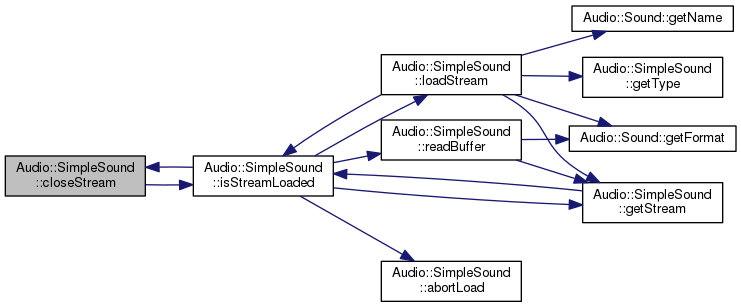 Audio::Sound::getName
Audio::SimpleSound
::loadStream
Audio::SimpleSound
::getType
Audio::SimpleSound
::readBuffer
Audio::Sound::getFormat
Audio::SimpleSound
::closeStream
Audio::SimpleSound
::isStreamLoaded
Audio::SimpleSound
::getStream
Audio::SimpleSound
::abortLoad